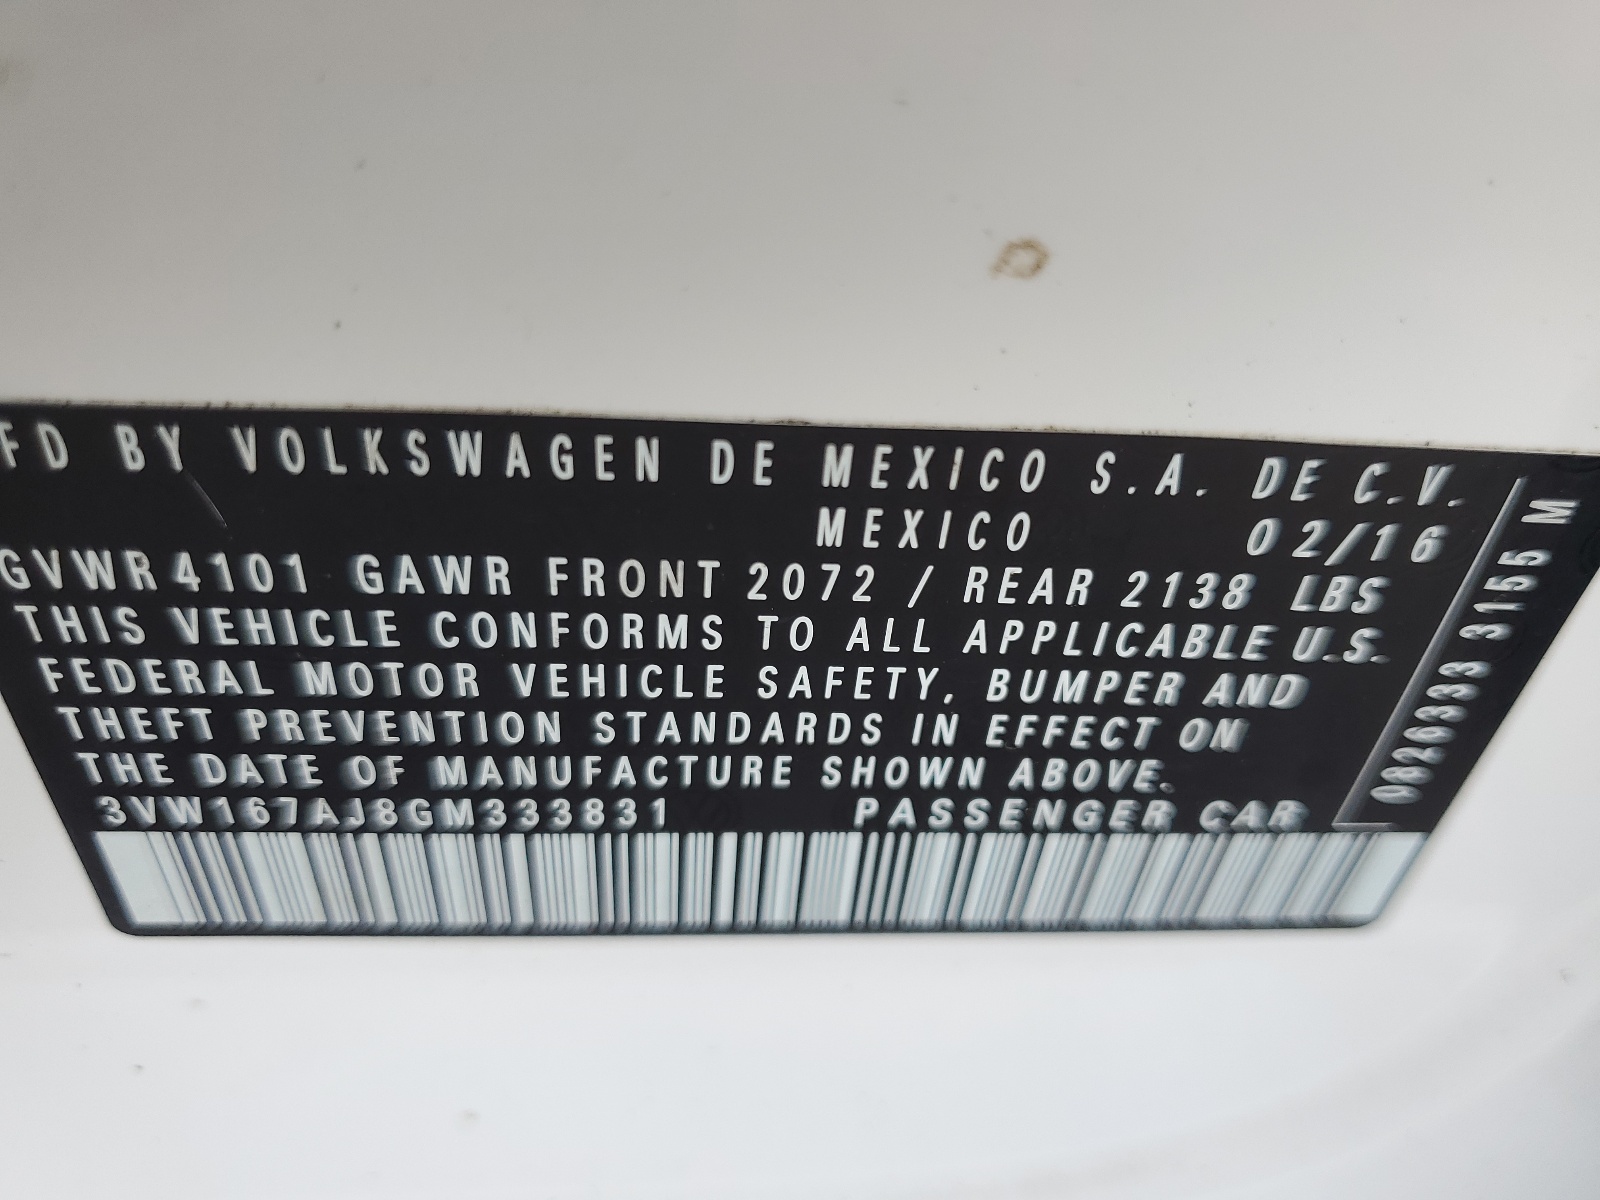 FD BY VOLKSWAGEN DE MEXICO S.A. DE C.V.
MEXICO 02/16
GVWR 4101 GAWR FRONT 2072 / REAR 2138 LBS
THIS VEHICLE CONFORMS TO ALL APPLICABLE U.S.
FEDERAL MOTOR VEHICLE SAFETY, BUMPER AND
THEFT PREVENTION STANDARDS IN EFFECT ON
THE DATE OF MANUFACTURE SHOWN ABOVE.
3VW167AJ8GM333831 PASSENGER CAR
0826333 3155 M